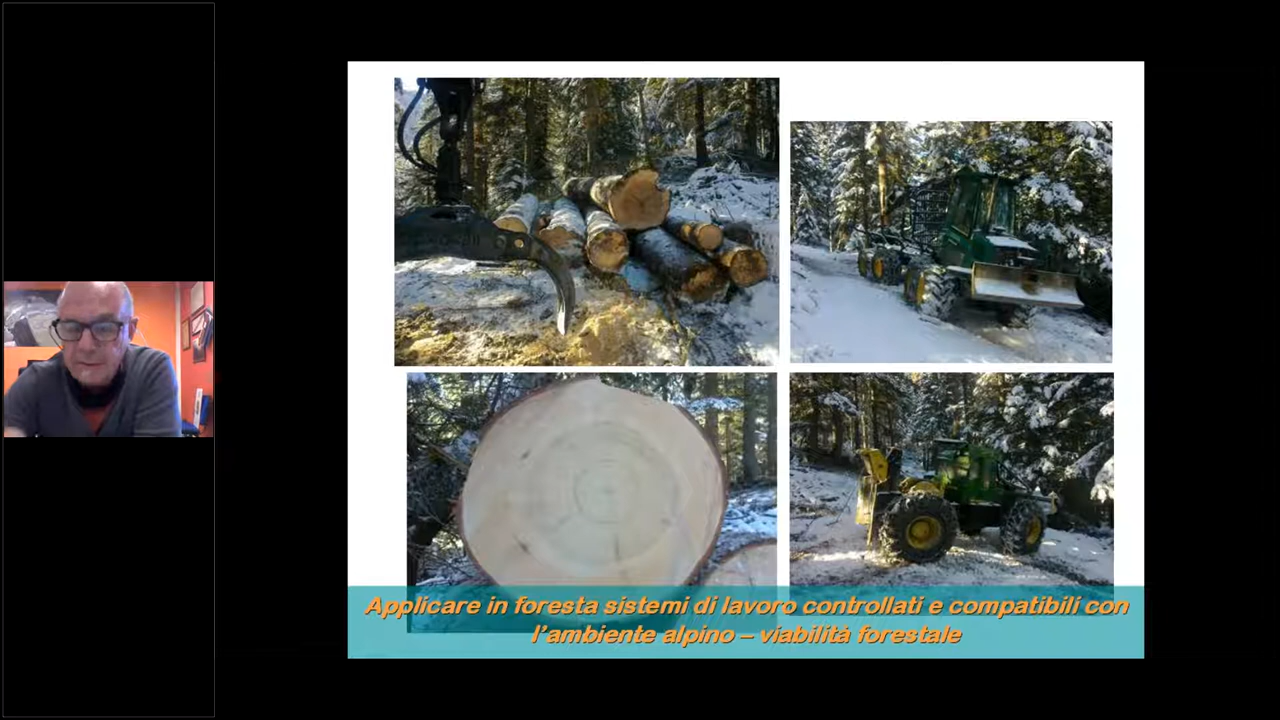 Applicare in foresta sistemi di lavoro controllati e compatibili con
l'ambiente alpino – viabilità forestale